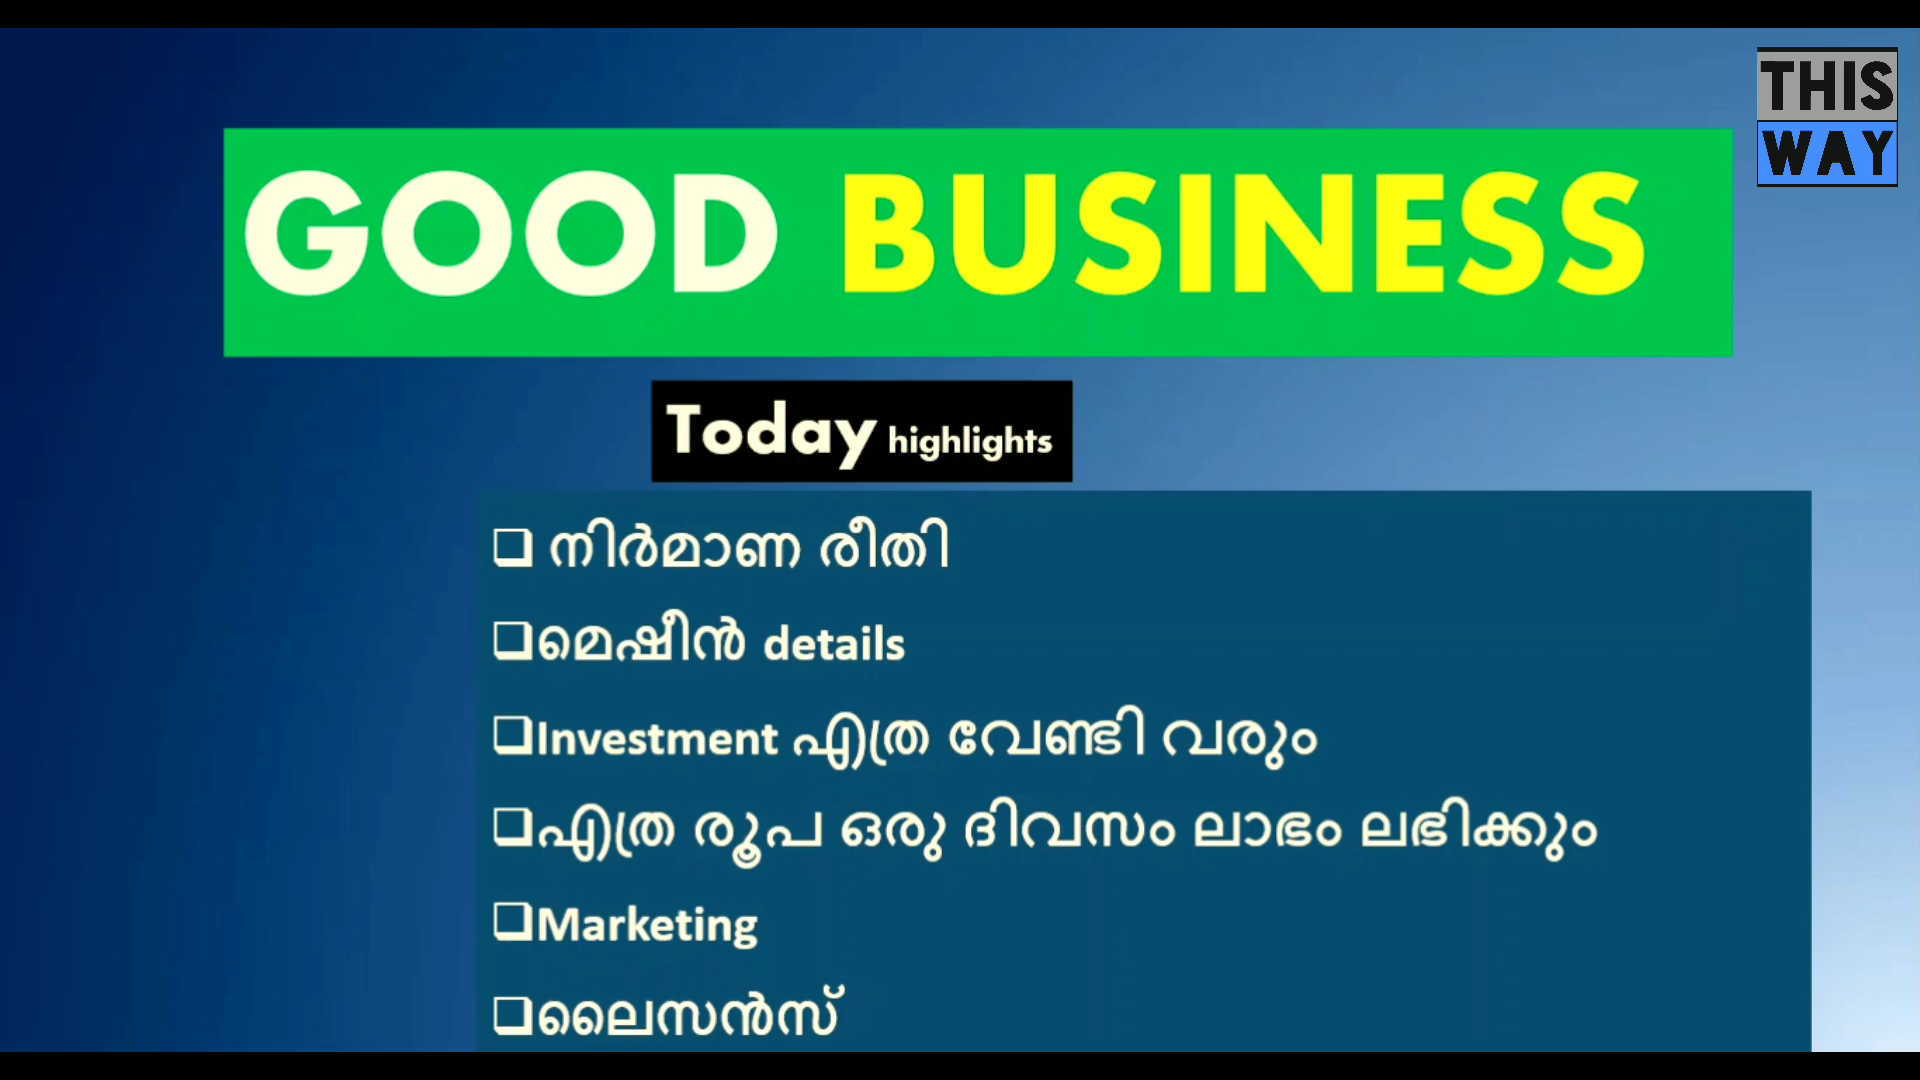 THIS
WAY
GOOD BUSINESS
Today highlights
❑ നിർമാണ രീതി
❑മെഷീൻ details
❑Investment എത്ര വേണ്ടി വരും
❑എത്ര രൂപ ഒരു ദിവസം ലാഭം ലഭിക്കും
❑Marketing
❑ലൈസൻസ്